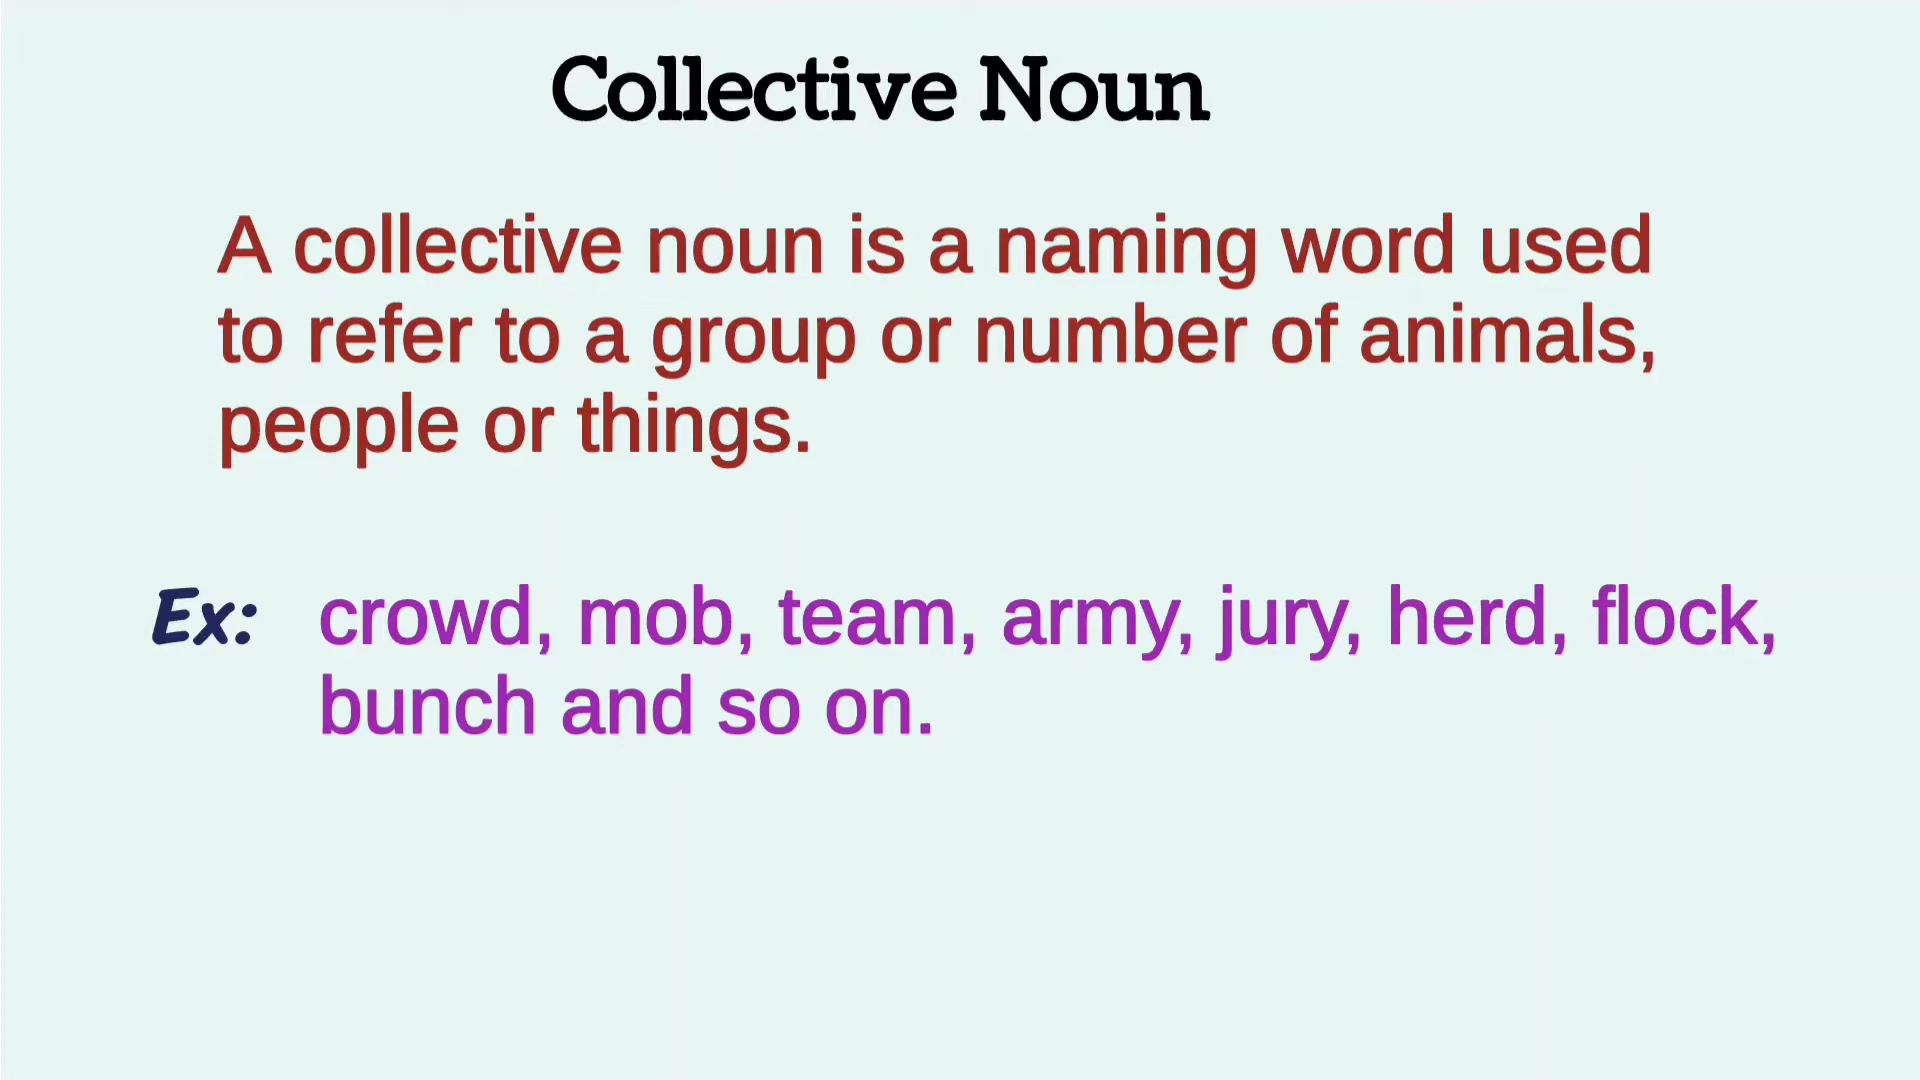 Collective Noun
A collective noun is a naming word used
to refer to a group or number of animals,
people or things.
Ex: crowd, mob, team, army, jury, herd, flock,
bunch and so on.